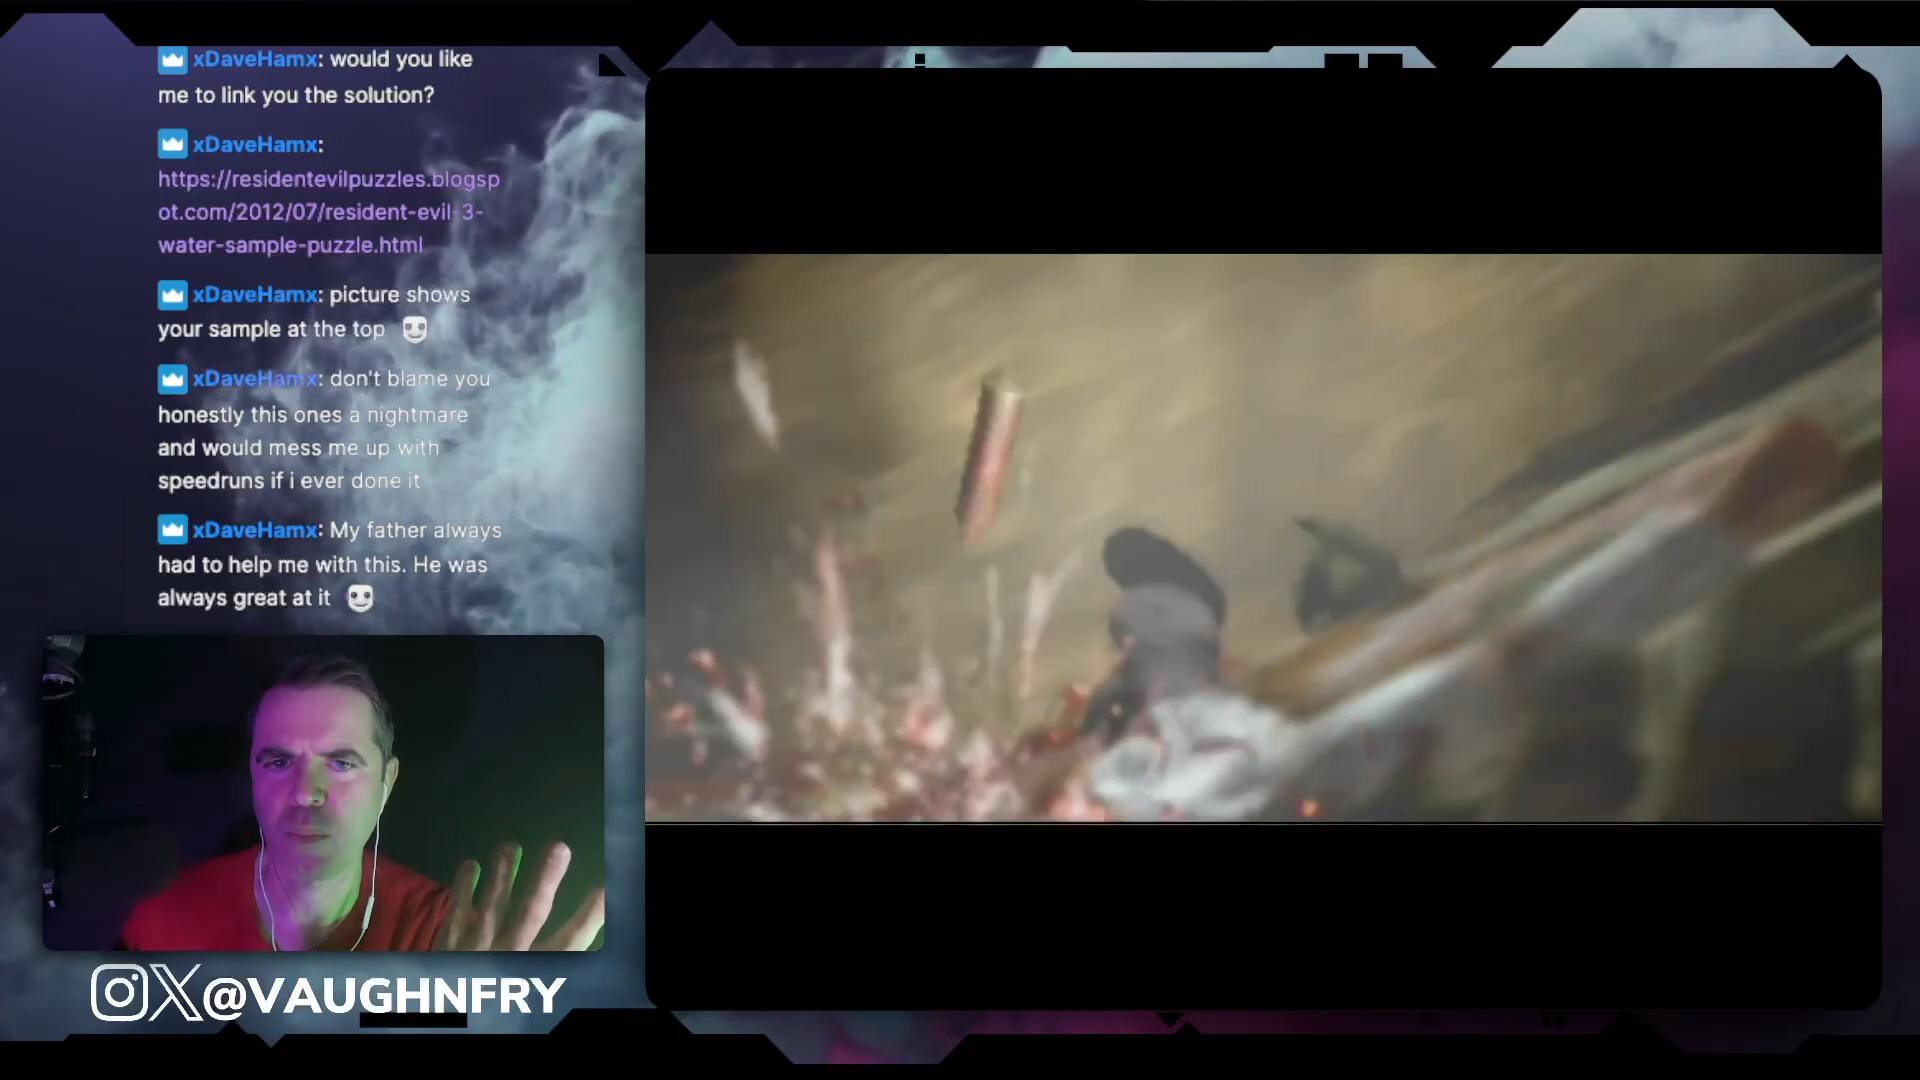 xDaveHamx: would you like
me to link you the solution?
xDaveHamx:
https://residentevilpuzzles.blogsp
ot.com/2012/07/resident-evil-3-
water-sample-puzzle.html
xDaveHamx: picture shows
your sample at the top
xDaveHamx: don't blame you
honestly this ones a nightmare
and would mess me up with
speedruns if i ever done it
xDaveHamx: My father always
had to help me with this. He was
always great at it
@VAUGHNFRY